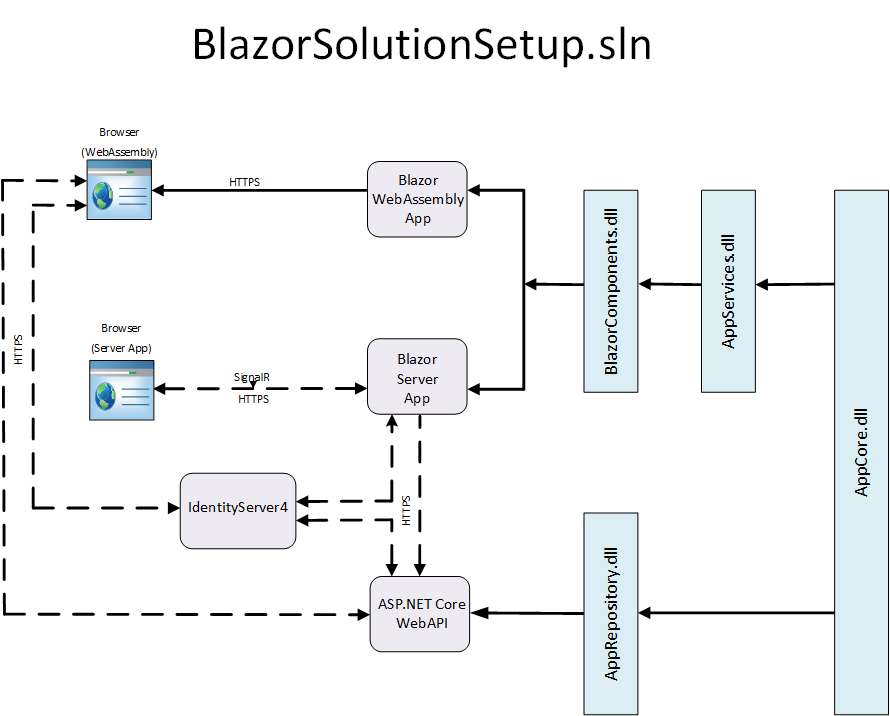 BlazorSolutionSetup.sln
Browser
(WebAssembly)
HTTPS
Blazor
WebAssembly
App
BlazorComponents.dll
AppServices.dll
AppCore.dll
HTTPS
Browser
(Server App)
SignalR
HTTPS
Blazor
Server
App
IdentityServer4
HTTPS
ASP.NET Core
WebAPI
AppRepository.dll